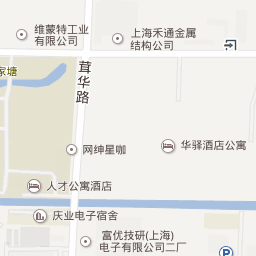 维蒙特工业
有限公司
上海禾通金属
结构公司
家塘
茸华路
网绅星咖
华驿酒店公寓
人才公寓酒店
庆业电子宿舍
富优技研(上海)
电子有限公司二厂